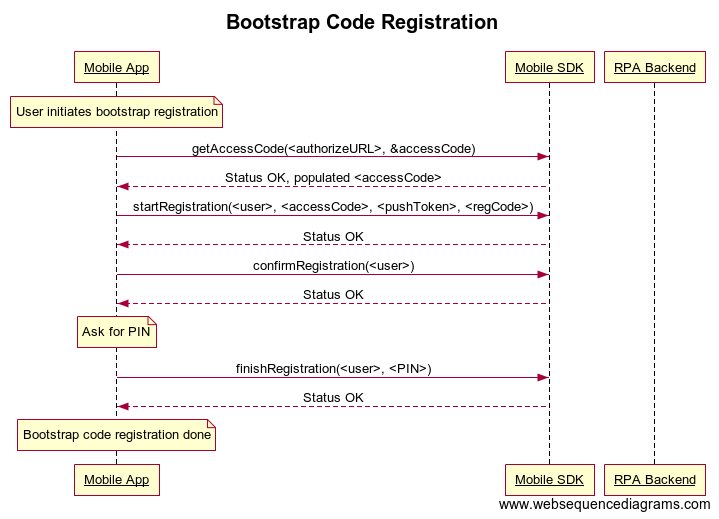 Bootstrap Code Registration
Mobile App
Mobile SDK
RPA Backend
User initiates bootstrap registration
getAccessCode(<authorizeURL>, &accessCode)
Status OK, populated <accessCode>
startRegistration(<user>, <accessCode>, <pushToken>, <regCode>)
Status OK
confirmRegistration(<user>)
Status OK
Ask for PIN
finishRegistration(<user>, <PIN>)
Status OK
Bootstrap code registration done
Mobile App
Mobile SDK
RPA Backend
www.websequencediagrams.com